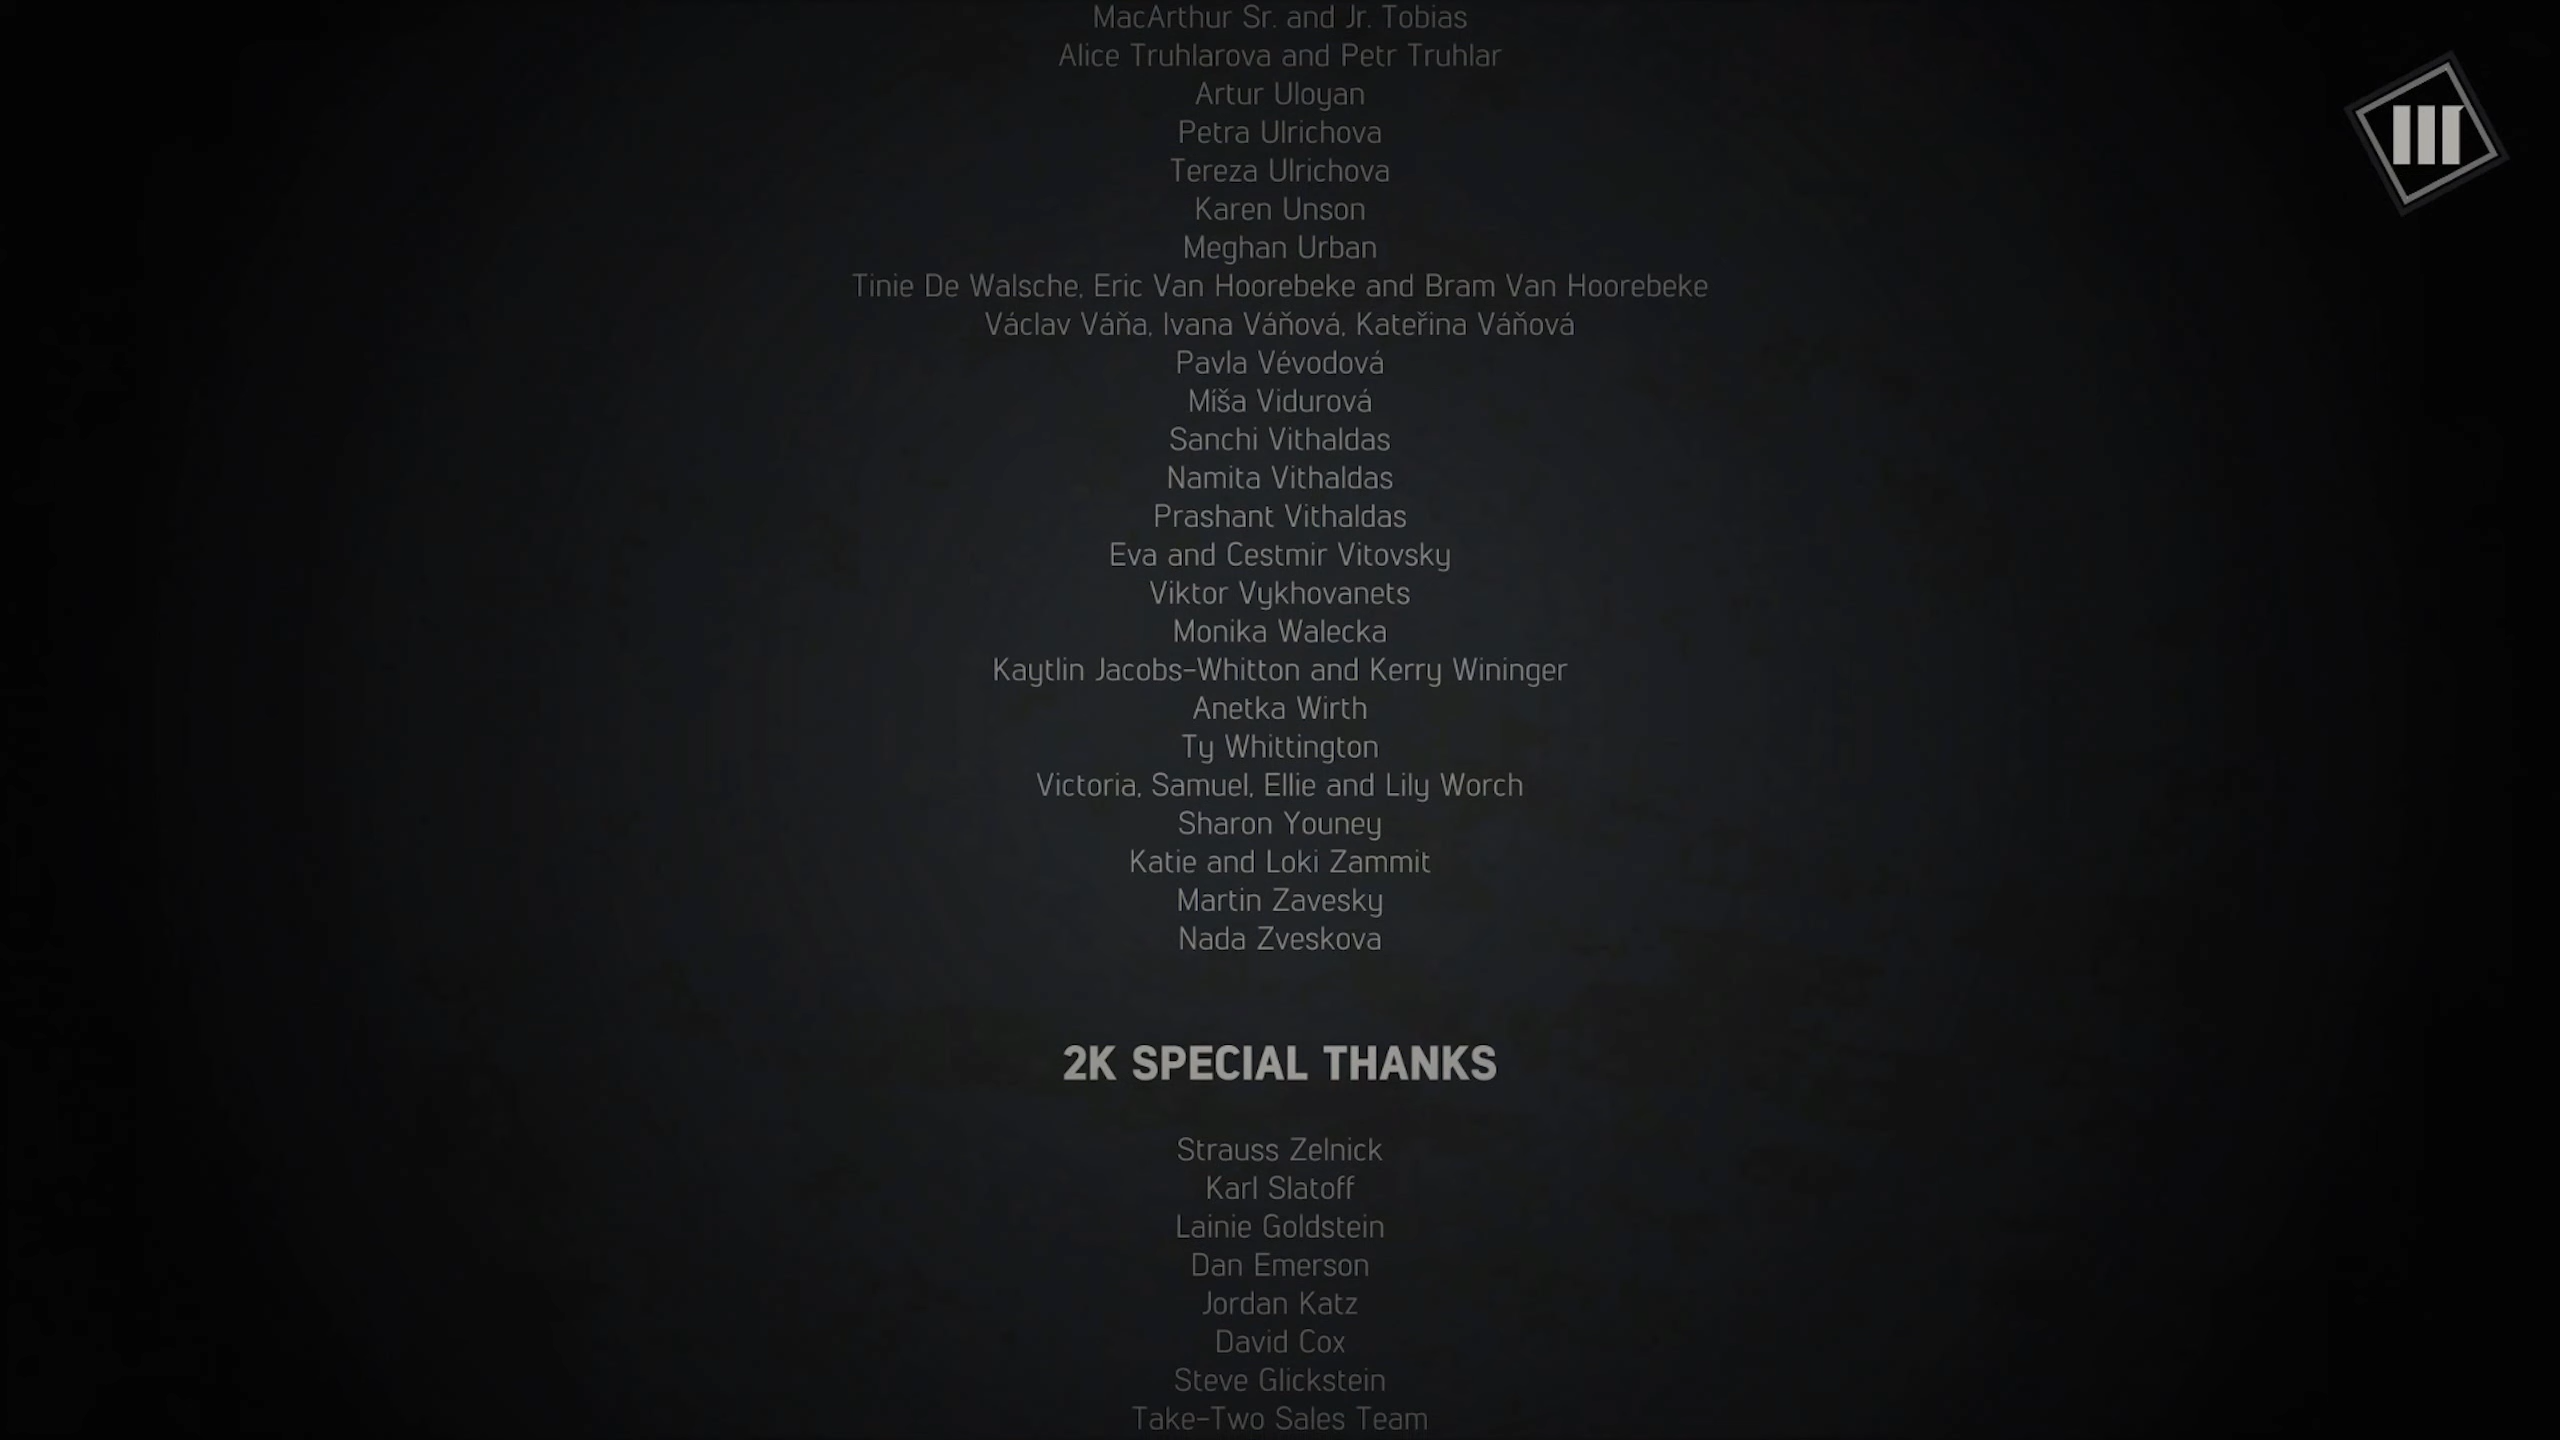 MacArthur Sr. and Jr. Tobias
Alice Truhlarova and Petr Truhlar
Artur Uloyan
Petra Ulrichova
Tereza Ulrichova
Karen Unson
Meghan Urban
Tinie De Walsche, Eric Van Hoorebeke and Bram Van Hoorebeke
Václav Váňa, Ivana Váňová, Kateřina Váňová
Pavla Vévodová
Míša Vidurová
Sanchi Vithaldas
Namita Vithaldas
Prashant Vithaldas
Eva and Cestmir Vitovsky
Viktor Vykhovanets
Monika Walecka
Kaytlin Jacobs-Whitton and Kerry Wininger
Anetka Wirth
Ty Whittington
Victoria, Samuel, Ellie and Lily Worch
Sharon Youney
Katie and Loki Zammit
Martin Zavesky
Nada Zveskova
2K SPECIAL THANKS
Strauss Zelnick
Karl Slatoff
Lainie Goldstein
Dan Emerson
Jordan Katz
David Cox
Steve Glickstein
Take-Two Sales Team
III